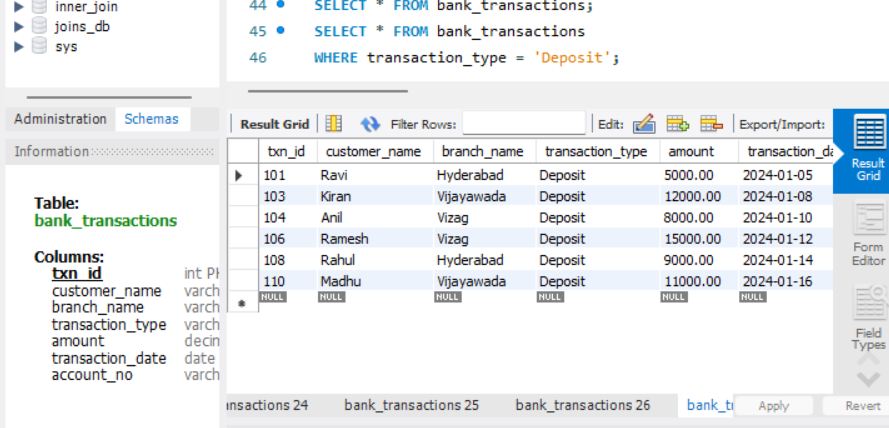 inner_join
joins_db
sys
Administration Schemas
Information
Table:
bank_transactions
Columns:
txn_id int PK
customer_name varch
branch_name varch
transaction_type varch
amount decin
transaction_date date
account_no varch
44 SELECT * FROM bank_transactions;
45 SELECT * FROM bank_transactions
46 WHERE transaction_type = 'Deposit';
Result Grid Filter Rows: Edit: Export/Import:
txn_id customer_name branch_name transaction_type amount transaction_da
101 Ravi Hyderabad Deposit 5000.00 2024-01-05
103 Kiran Vijayawada Deposit 12000.00 2024-01-08
104 Anil Vizag Deposit 8000.00 2024-01-10
106 Ramesh Vizag Deposit 15000.00 2024-01-12
108 Rahul Hyderabad Deposit 9000.00 2024-01-14
110 Madhu Vijayawada Deposit 11000.00 2024-01-16
NULL NULL NULL NULL NULL NULL
Result
Grid
Form
Editor
Field
Types
ansactions 24 bank_transactions 25 bank_transactions 26 bank_t Apply Revert